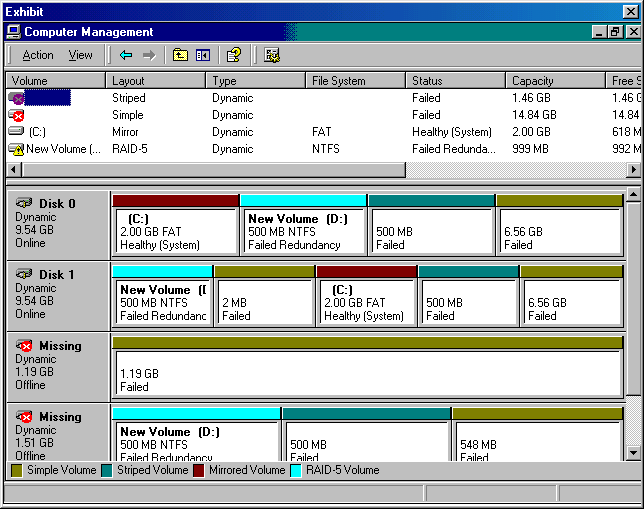 Exhibit
Computer Management
Action View
Volume Layout Type File System Status Capacity Free S
Striped Dynamic Failed 1.46 GB 1.46 G
Simple Dynamic Failed 14.84 GB 14.84
(C:) Mirror Dynamic FAT Healthy (System) 2.00 GB 618 M
New Volume (... RAID-5 Dynamic NTFS Failed Redunda... 999 MB 992 M
Disk 0
Dynamic
9.54 GB
Online
(C:)
2.00 GB FAT
Healthy (System)
New Volume (D:)
500 MB NTFS
Failed Redundancy
500 MB
Failed
6.56 GB
Failed
Disk 1
Dynamic
9.54 GB
Online
New Volume (I
500 MB NTFS
Failed Redundanc
2 MB
Failed
(C:)
2.00 GB FAT
Healthy (System)
500 MB
Failed
6.56 GB
Failed
Missing
Dynamic
1.19 GB
Offline
1.19 GB
Failed
Missing
Dynamic
1.51 GB
Offline
New Volume (D:)
500 MB NTFS
Failed Redundancy
500 MB
Failed
548 MB
Failed
Simple Volume Striped Volume Mirrored Volume RAID-5 Volume